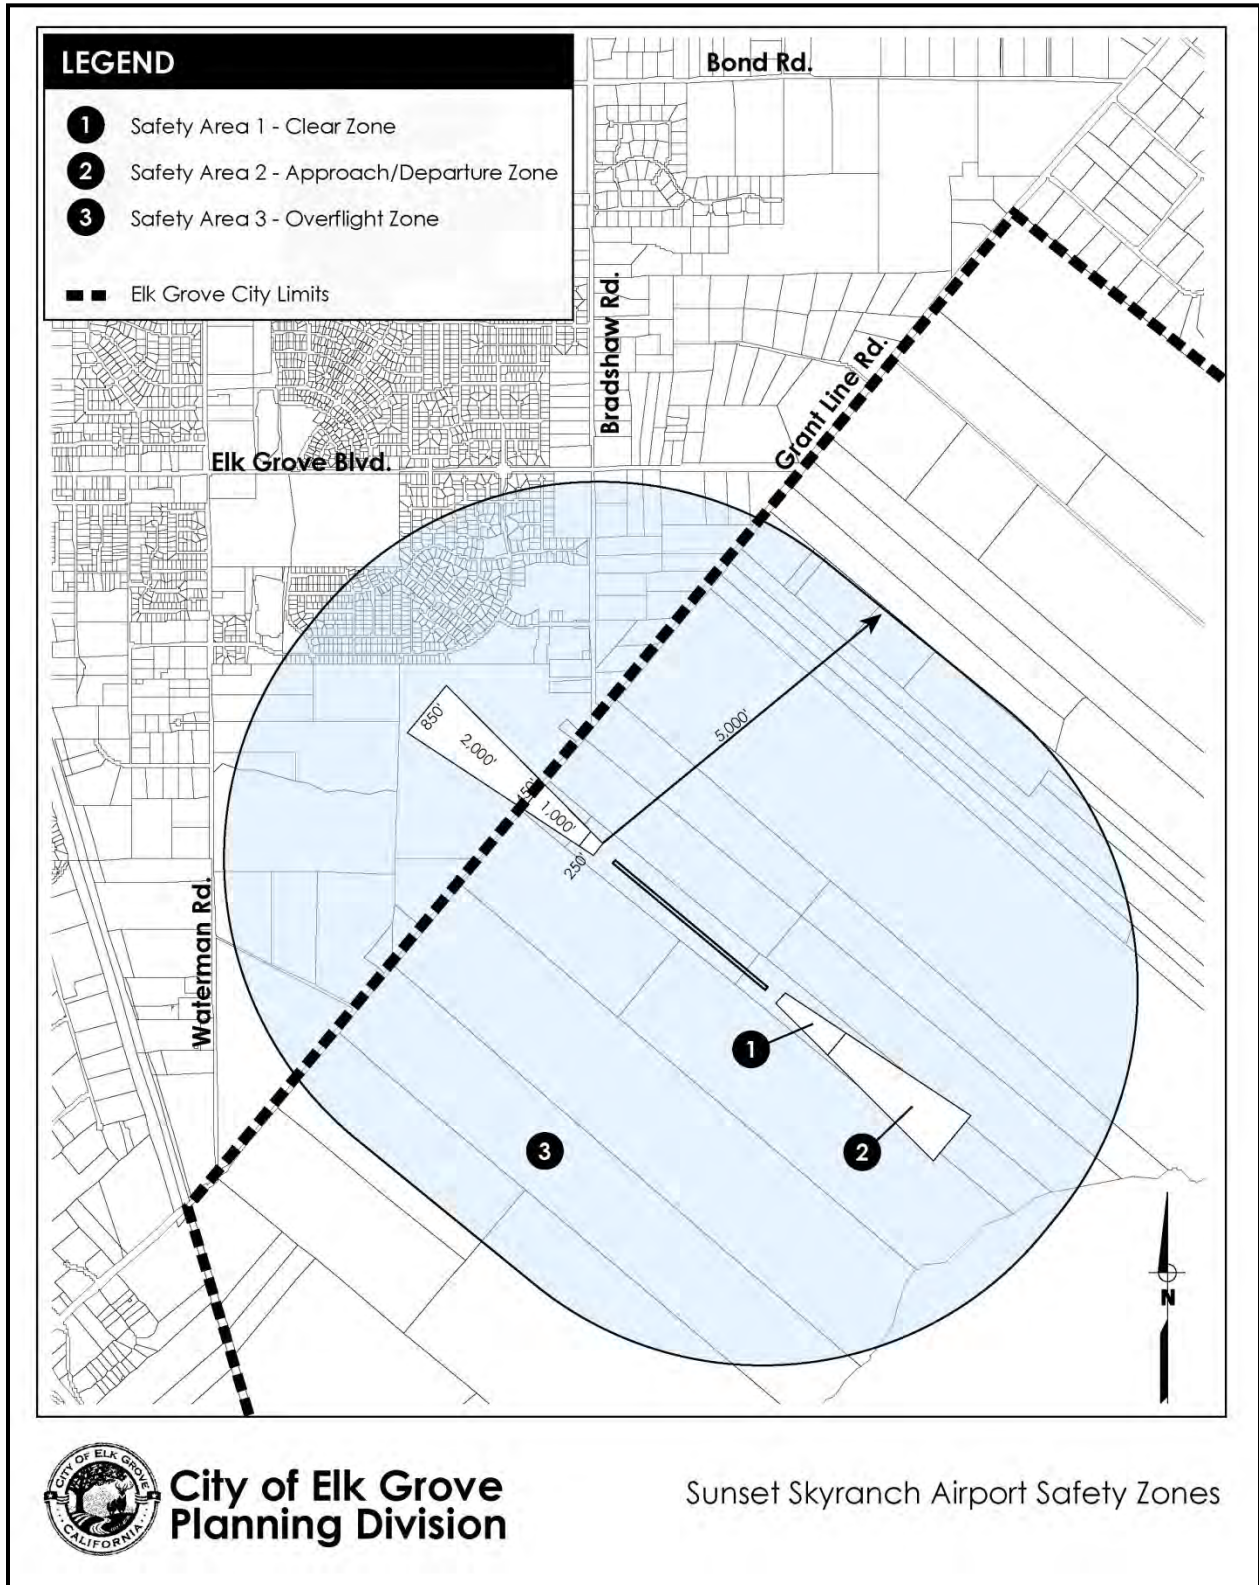 LEGEND
1 Safety Area 1 - Clear Zone
2 Safety Area 2 - Approach/Departure Zone
3 Safety Area 3 - Overflight Zone
Elk Grove City Limits
Bond Rd.
Bradshaw Rd.
Grant Line Rd.
Elk Grove Blvd.
Waterman Rd.
850'
2,000'
1,000'
250'
5,000'
1
2
3
N
CITY OF ELK GROVE
CALIFORNIA
City of Elk Grove
Planning Division
Sunset Skyranch Airport Safety Zones